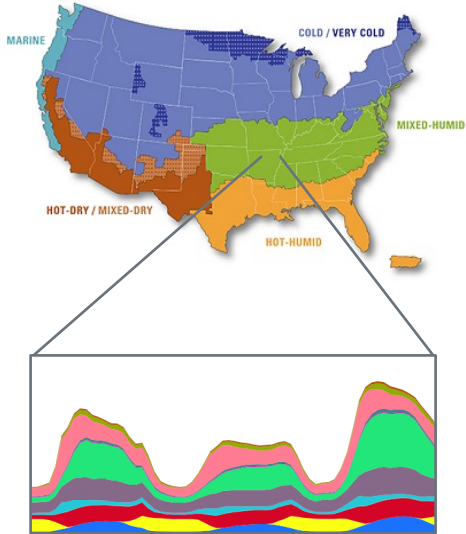 COLD / VERY COLD
MARINE
MIXED-HUMID
HOT-DRY / MIXED-DRY
HOT-HUMID